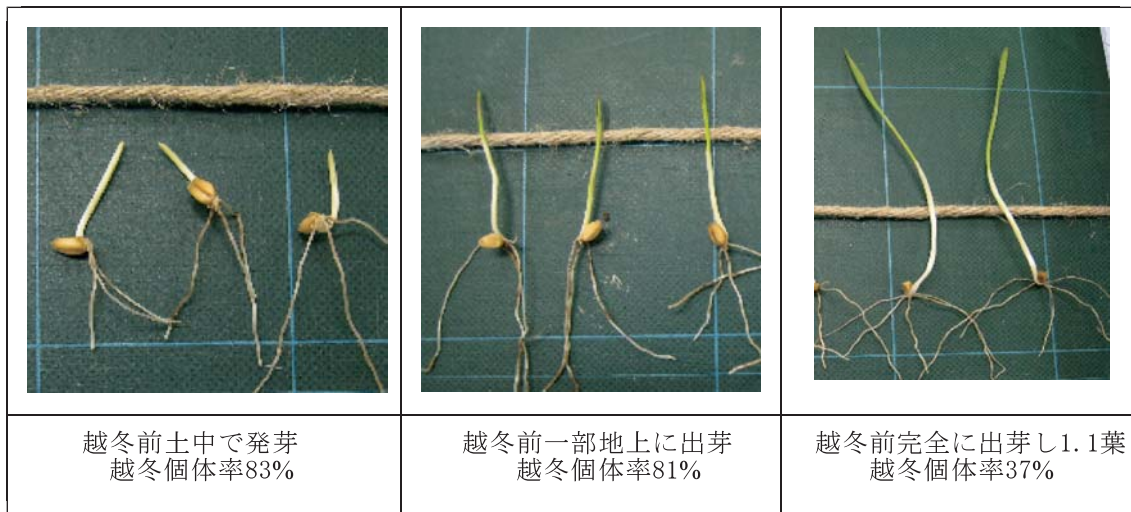 越冬前土中で発芽
越冬個体率83%
越冬前一部地上に出芽
越冬個体率81%
越冬前完全に出芽し1.1葉
越冬個体率37%